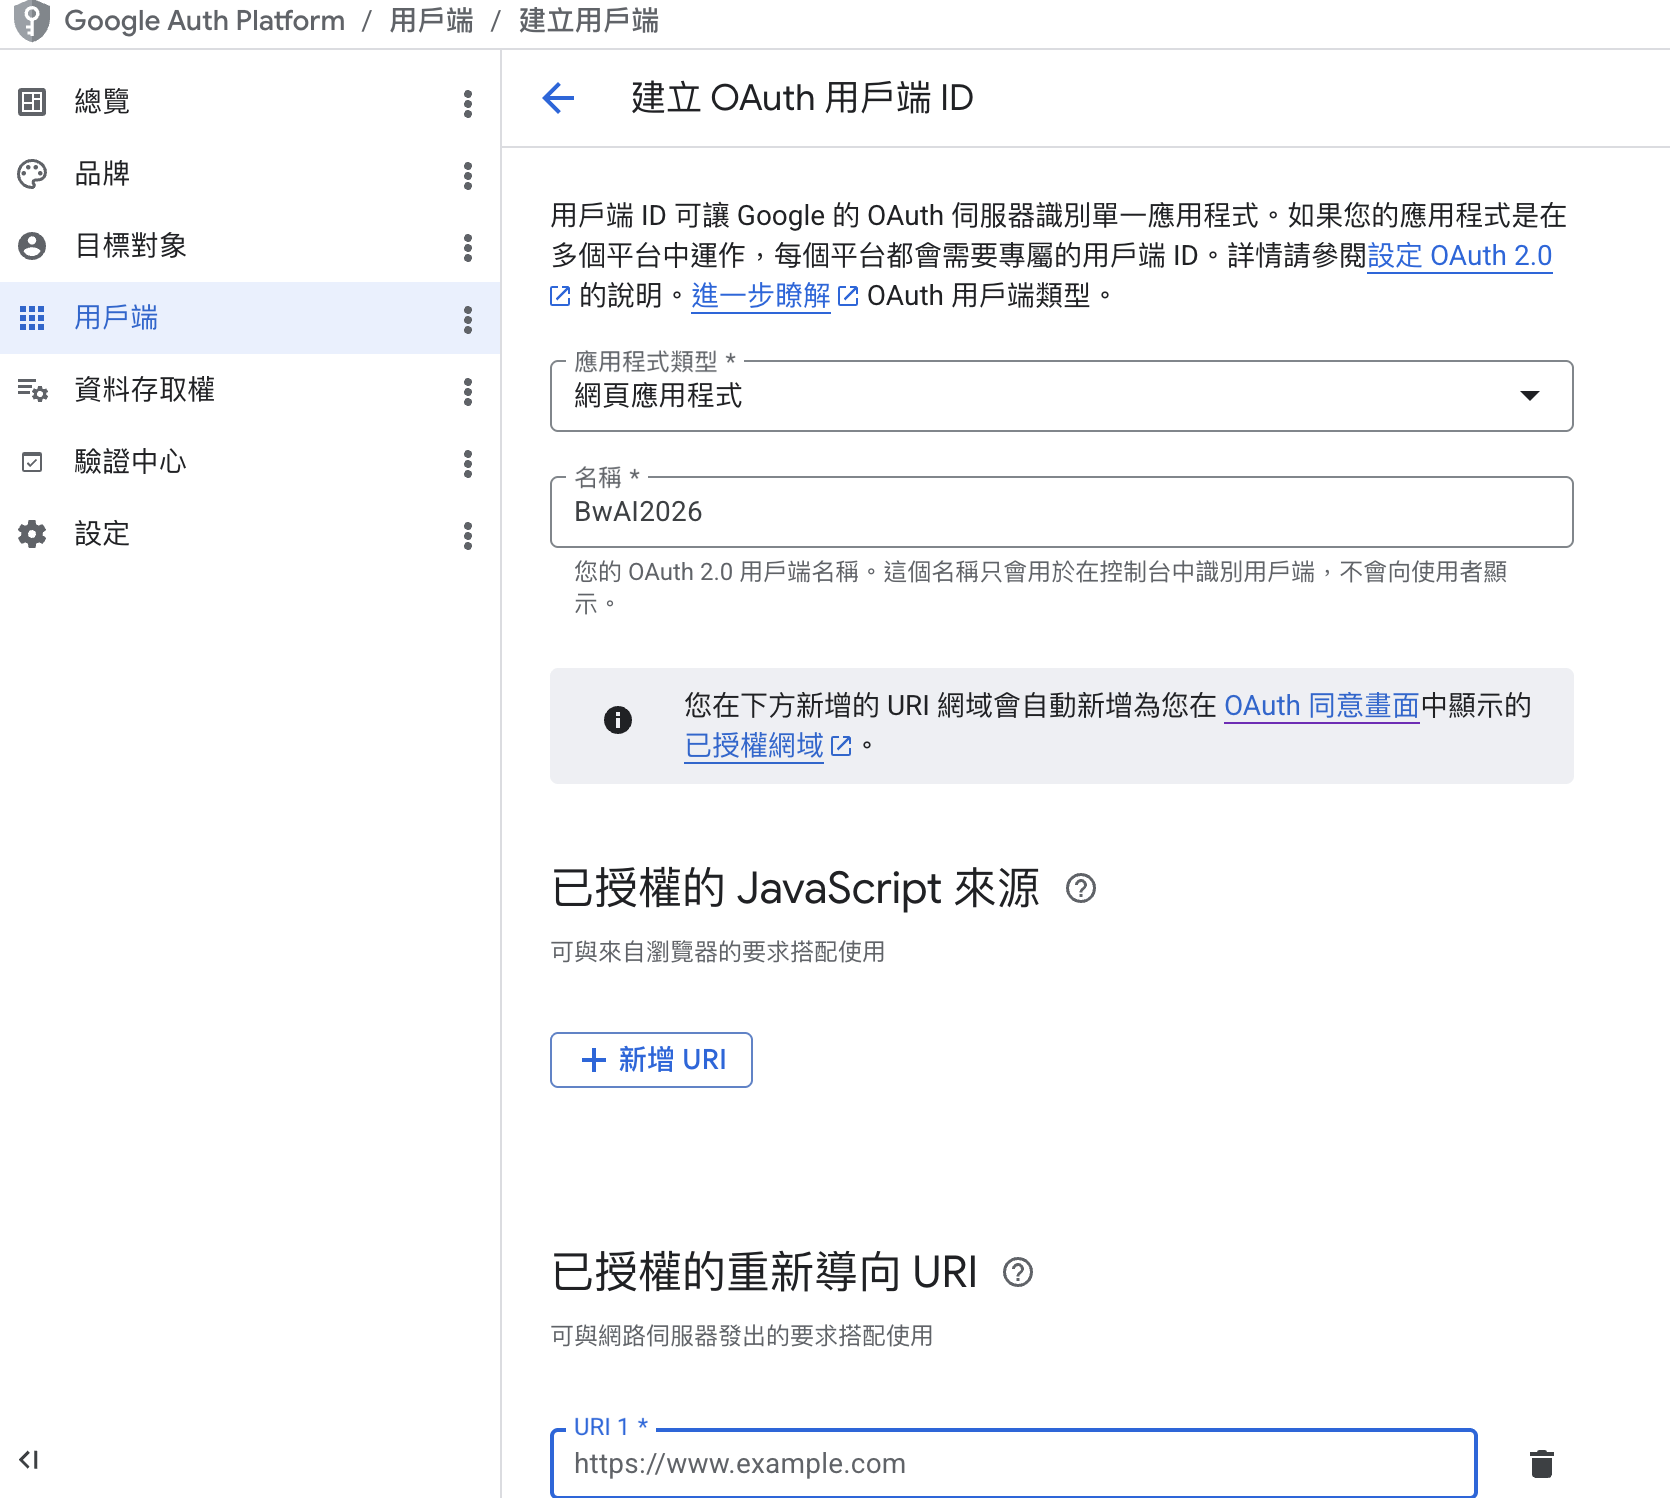 Google Auth Platform / 用戶端 / 建立用戶端
總覽
品牌
目標對象
用戶端
資料存取權
驗證中心
設定
建立 OAuth 用戶端 ID
用戶端 ID 可讓 Google 的 OAuth 伺服器識別單一應用程式。如果您的應用程式是在
多個平台中運作，每個平台都會需要專屬的用戶端 ID。詳情請參閱設定 OAuth 2.0
的說明。進一步瞭解 OAuth 用戶端類型。
應用程式類型 *
網頁應用程式
名稱 *
BwAI2026
您的 OAuth 2.0 用戶端名稱。這個名稱只會用於在控制台中識別用戶端，不會向使用者顯
示。
您在下方新增的 URI 網域會自動新增為您在 OAuth 同意畫面中顯示的
已授權網域。
已授權的 JavaScript 來源
可與來自瀏覽器的要求搭配使用
新增 URI
已授權的重新導向 URI
可與網路伺服器發出的要求搭配使用
URI 1 *
https://www.example.com